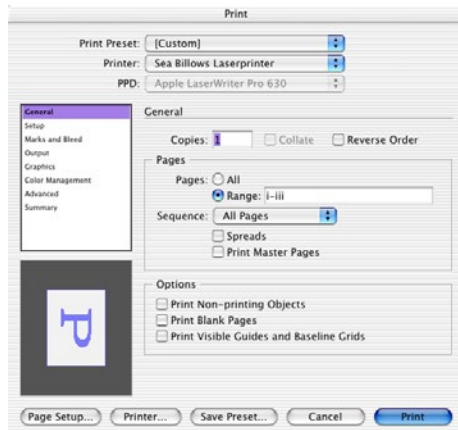 Print
Print Preset: [Custom]
Printer: Sea Billows Laserprinter
PPD: Apple LaserWriter Pro 630
General
Setup
Marks and Bleed
Output
Graphics
Color Management
Advanced
Summary
General
Copies: 1 Collate Reverse Order
Pages
Pages: All
Range: i-iii
Sequence: All Pages
Spreads
Print Master Pages
P
Options
Print Non-printing Objects
Print Blank Pages
Print Visible Guides and Baseline Grids
Page Setup... Printer... Save Preset... Cancel Print